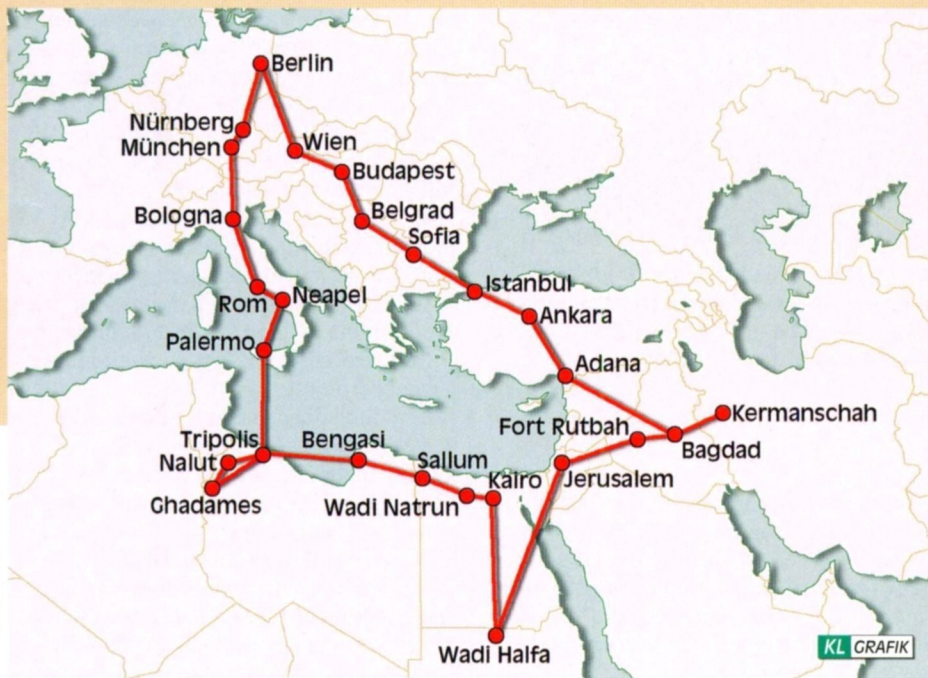 Berlin
Nürnberg
München
Wien
Budapest
Bologna
Belgrad
Sofia
Rom
Neapel
Istanbul
Ankara
Palermo
Adana
Kermanschah
Fort Rutbah
Bagdad
Tripolis
Bengasi
Nalut
Sallum
Jerusalem
Kairo
Ghadames
Wadi Natrun
Wadi Halfa
KL GRAFIK